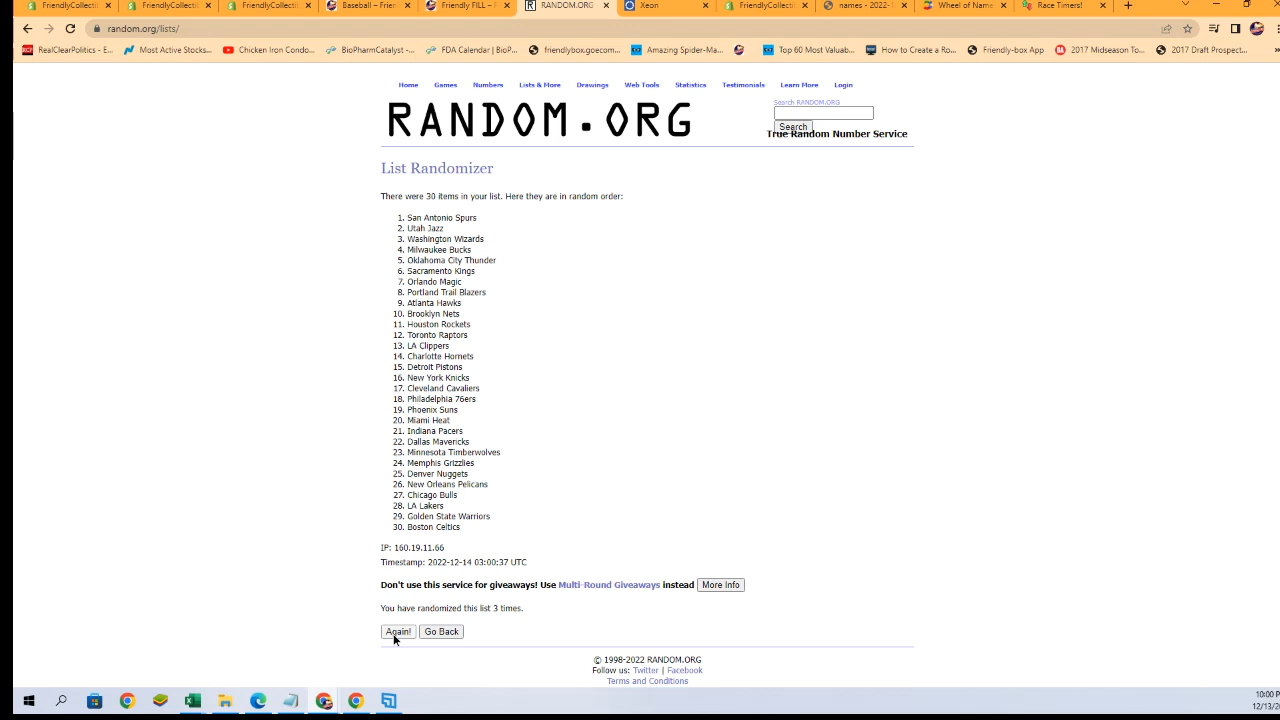 FriendlyCollecti
FriendlyCollecti
FriendlyCollecti
Baseball – Frien
Friendly FILL – F
RANDOM.ORG
Xeon
FriendlyCollecti
names - 2022-1
Wheel of Name
Race Timers!
random.org/lists/
RealClearPolitics - E...
Most Active Stocks...
Chicken Iron Condo...
BioPharmCatalyst -...
FDA Calendar | BioP...
friendlybox.goecom...
Amazing Spider-Ma...
Top 60 Most Valuab...
How to Create a Ro...
Friendly-box App
2017 Midseason To...
2017 Draft Prospect...
Home Games Numbers Lists & More Drawings Web Tools Statistics Testimonials Learn More Login
RANDOM.ORG
Search RANDOM.ORG
Search
True Random Number Service
List Randomizer
There were 30 items in your list. Here they are in random order:
1. San Antonio Spurs
2. Utah Jazz
3. Washington Wizards
4. Milwaukee Bucks
5. Oklahoma City Thunder
6. Sacramento Kings
7. Orlando Magic
8. Portland Trail Blazers
9. Atlanta Hawks
10. Brooklyn Nets
11. Houston Rockets
12. Toronto Raptors
13. LA Clippers
14. Charlotte Hornets
15. Detroit Pistons
16. New York Knicks
17. Cleveland Cavaliers
18. Philadelphia 76ers
19. Phoenix Suns
20. Miami Heat
21. Indiana Pacers
22. Dallas Mavericks
23. Minnesota Timberwolves
24. Memphis Grizzlies
25. Denver Nuggets
26. New Orleans Pelicans
27. Chicago Bulls
28. LA Lakers
29. Golden State Warriors
30. Boston Celtics
IP: 160.19.11.66
Timestamp: 2022-12-14 03:00:37 UTC
Don't use this service for giveaways! Use Multi-Round Giveaways instead More Info
You have randomized this list 3 times.
Again! Go Back
© 1998-2022 RANDOM.ORG
Follow us: Twitter | Facebook
Terms and Conditions
10:00 P
12/13/2